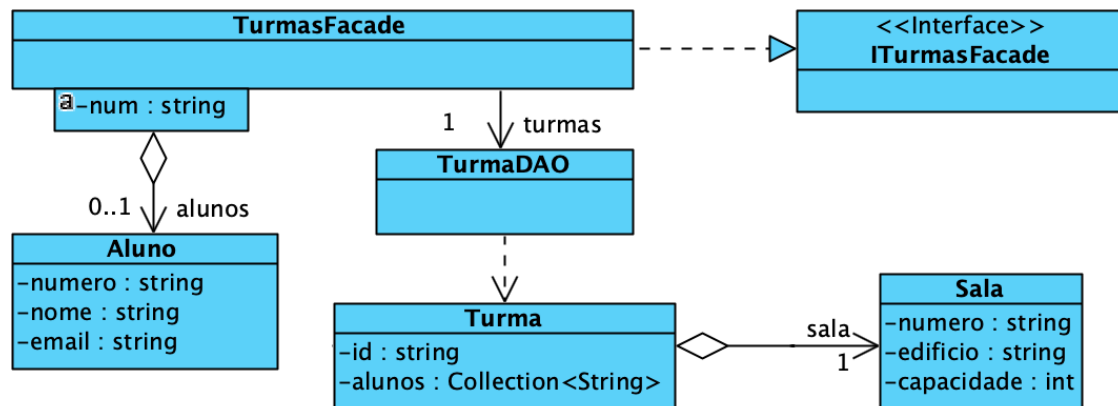 TurmasFacade
<<Interface>>
ITurmasFacade
a -num : string
1
turmas
TurmaDAO
0..1
alunos
Aluno
-numero : string
-nome : string
-email : string
Turma
-id : string
-alunos : Collection<String>
sala
1
Sala
-numero : string
-edificio : string
-capacidade : int